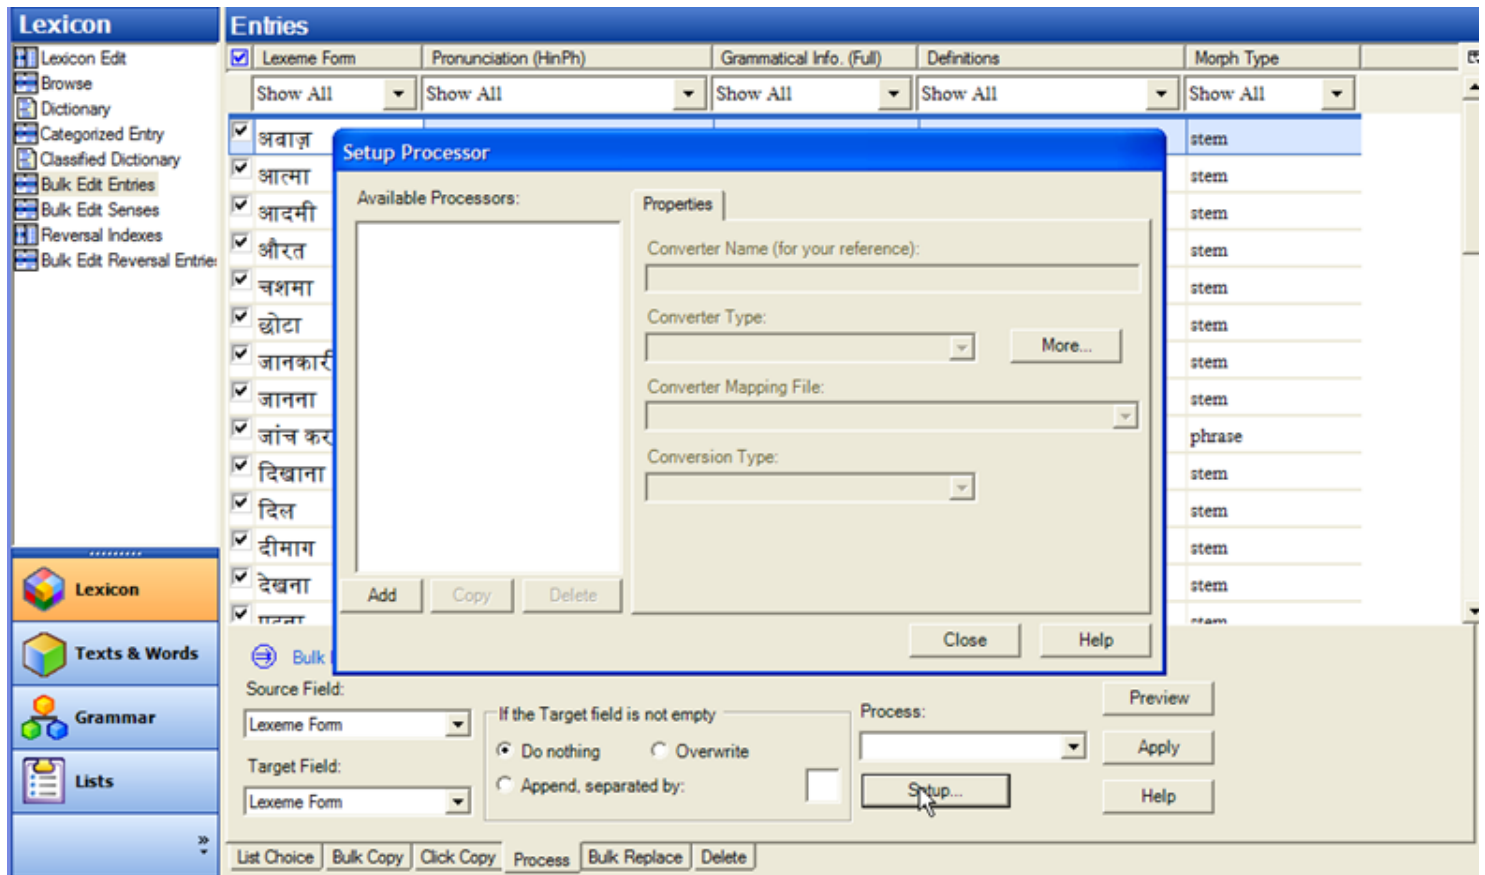 Lexicon
Lexicon Edit
Browse
Dictionary
Categorized Entry
Classified Dictionary
Bulk Edit Entries
Bulk Edit Senses
Reversal Indexes
Bulk Edit Reversal Entrie
Lexicon
Texts & Words
Grammar
Lists
»
Entries
Lexeme Form Pronunciation (HinPh) Grammatical Info. (Full) Definitions Morph Type
Show All Show All Show All Show All Show All
अवाज़ stem
आत्मा stem
आदमी stem
औरत stem
चशमा stem
छोटा stem
जानकारी stem
जानना stem
जांच कर phrase
दिखाना stem
दिल stem
दीमाग stem
देखना stem
stem
Setup Processor
Available Processors:
Add Copy Delete
Properties
Converter Name (for your reference):
Converter Type:
More...
Converter Mapping File:
Conversion Type:
Close Help
Bulk
Source Field:
Lexeme Form
Target Field:
Lexeme Form
If the Target field is not empty
Do nothing Overwrite
Append, separated by:
Process:
Setup...
Preview
Apply
Help
List Choice Bulk Copy Click Copy Process Bulk Replace Delete